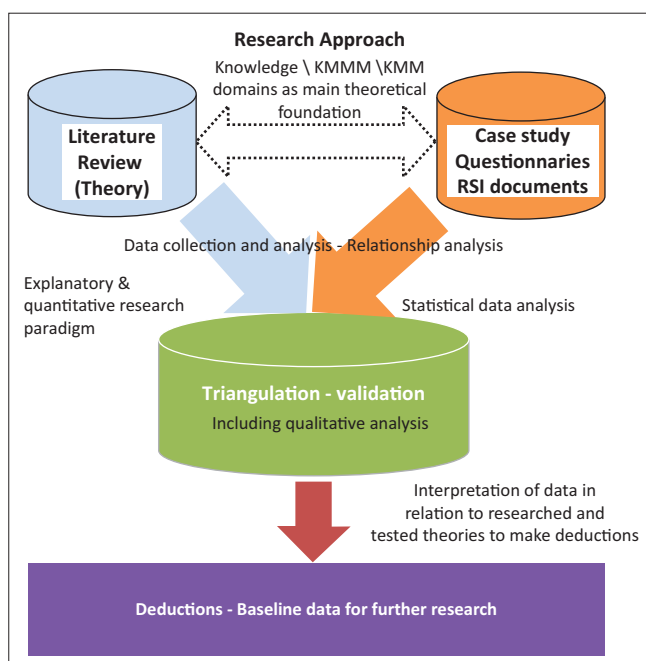 Research Approach
Knowledge \ KMMM \KMM
domains as main theoretical
foundation
Literature
Review
(Theory)
Case study
Questionnaries
RSI documents
Data collection and analysis - Relationship analysis
Explanatory &
quantitative research
paradigm
Statistical data analysis
Triangulation - validation
Including qualitative analysis
Interpretation of data in
relation to researched and
tested theories to make deductions
Deductions - Baseline data for further research